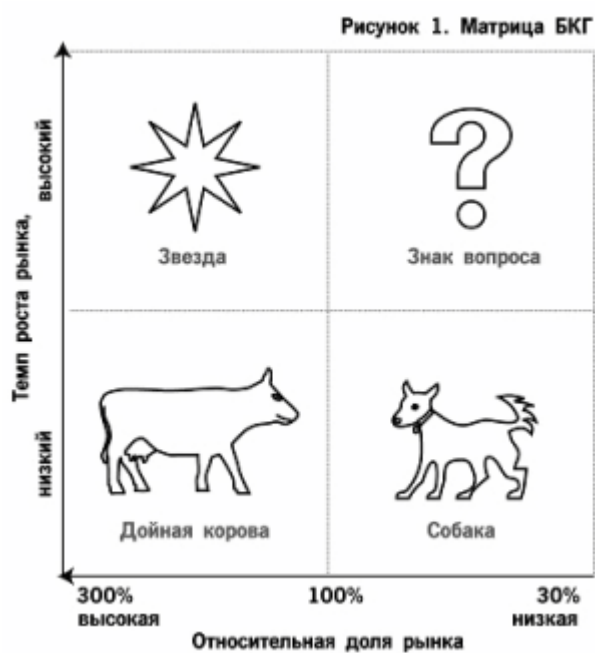 Рисунок 1. Матрица БКГ
Темп роста рынка,
высокий
низкий
Звезда
Знак вопроса
Дойная корова
Собака
300%
высокая
100%
30%
низкая
Относительная доля рынка